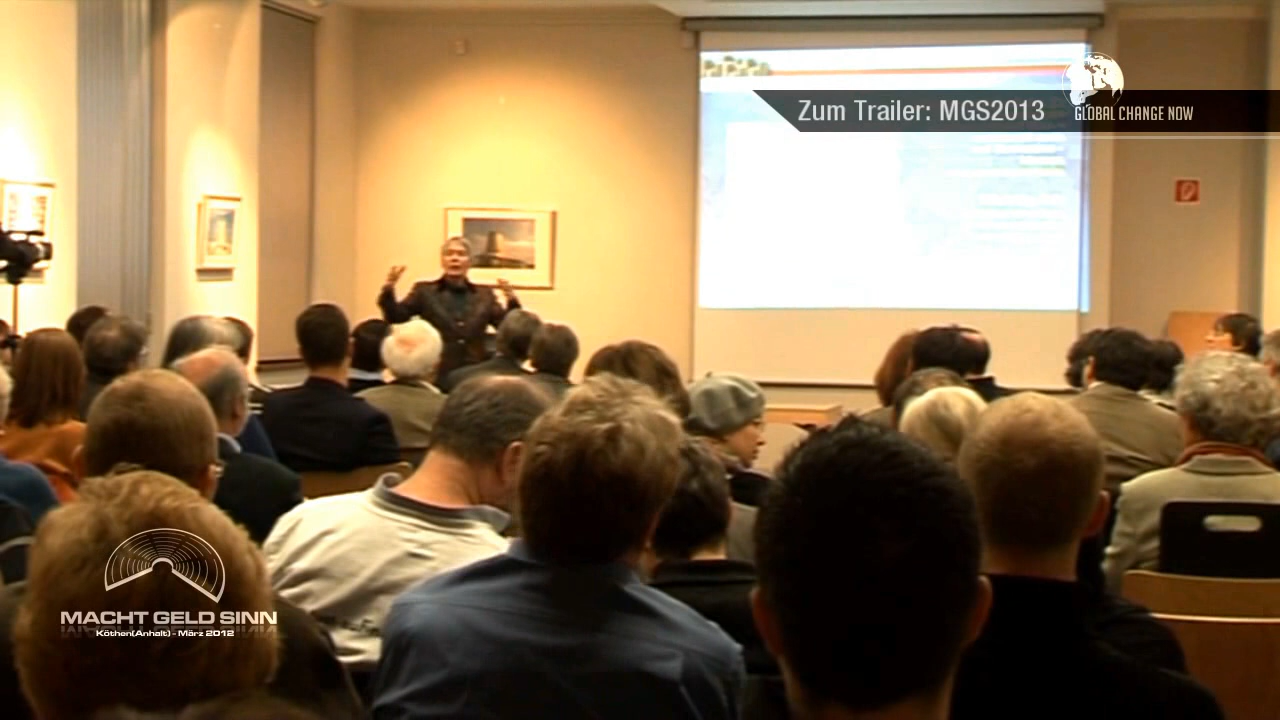 Zum Trailer: MGS2013
GLOBAL CHANGE NOW
MACHT GELD SINN
Köthen(Anhalt) - März 2012